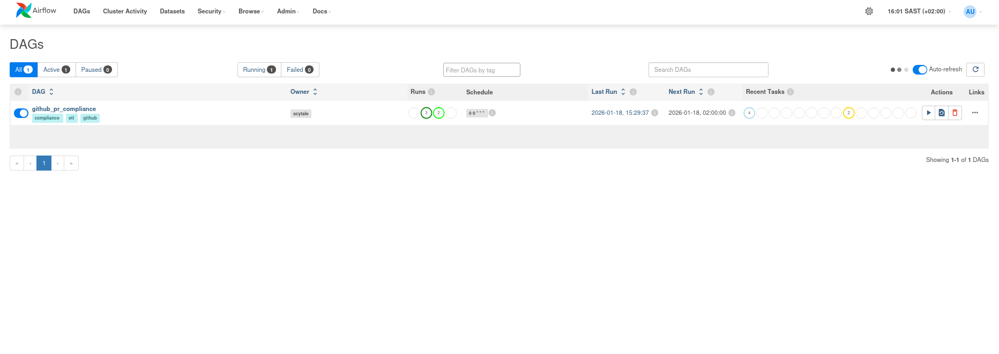 Airflow DAGs Cluster Activity Datasets Security Browse Admin Docs 16:01 SAST (+02:00) AU
DAGs
All 1 Active 1 Paused 0 Running 1 Failed 0 Filter DAGs by tag Search DAGs Auto-refresh
DAG Owner Runs Schedule Last Run Next Run Recent Tasks Actions Links
github_pr_compliance
compliance etl github
scytale 3 2 0 0 * * * 2026-01-18, 15:29:37 2026-01-18, 02:00:00 4 2 ···
« ‹ 1 › »
Showing 1-1 of 1 DAGs